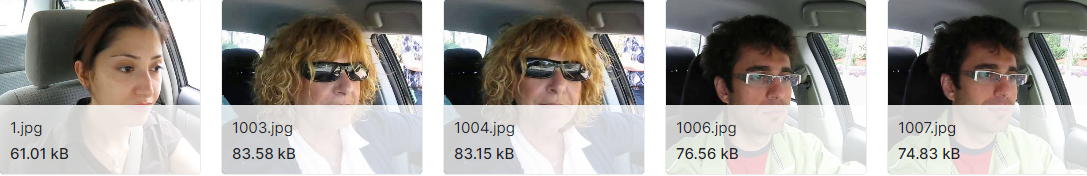 1.jpg
61.01 kB
1003.jpg
83.58 kB
1004.jpg
83.15 kB
1006.jpg
76.56 kB
1007.jpg
74.83 kB